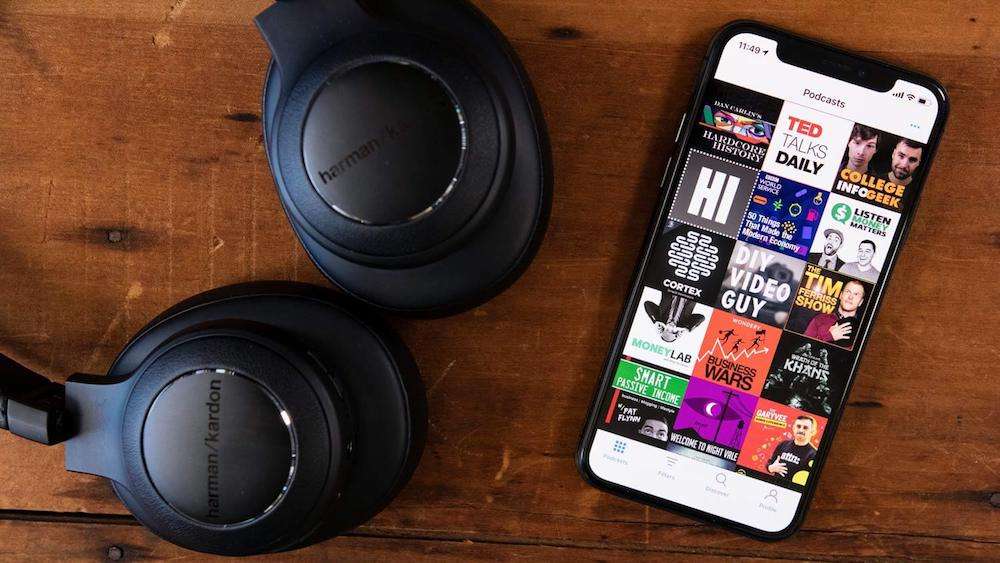 harman/k
harman/kardon
11:49
Podcasts
DAN CARLIN'S
HARDCORE
HISTORY
TED
TALKS
DAILY
COLLEGE
INFOGEEK
HI
BBC
WORLD
SERVICE
50 Things
That Made the
Modern Economy
LISTEN
MONEY
MATTERS
CORTEX
DIY
VIDEO
GUY
THE
TIM
FERRISS
SHOW
MONEYLAB
WONDERY
BUSINESS
WARS
WRATH OF THE
KHANS
SMART
PASSIVE INCOME
business | blogging | lifestyle
w/ PAT
FLYNN
WELCOME TO NIGHT VALE
THE
GARYVEE
AUDIO EXPERIENCE
Podcasts
Filters
Discover
Profile